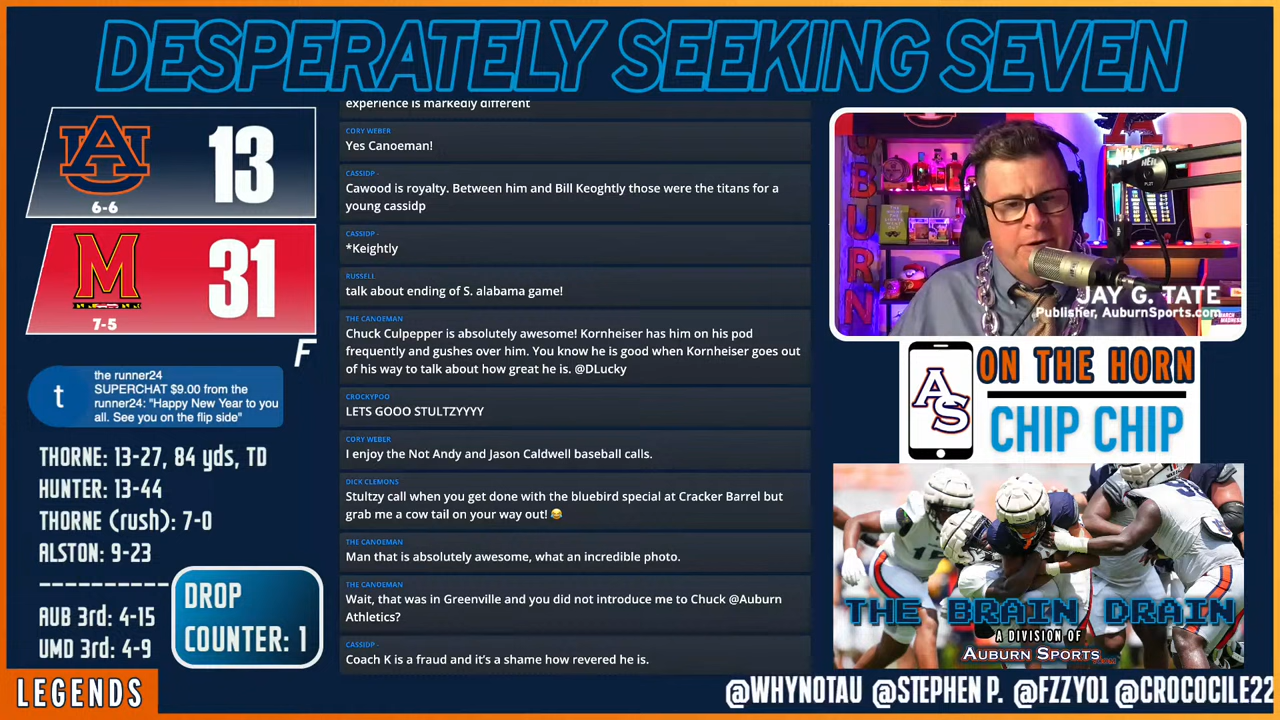 DESPERATELY SEEKING SEVEN
13
6-6
31
7-5
F
t
the runner24
SUPERCHAT $9.00 from the
runner24: "Happy New Year to you
all. See you on the flip side"
THORNE: 13-27, 84 yds, TD
HUNTER: 13-44
THORNE (rush): 7-0
ALSTON: 9-23
----------
AUB 3rd: 4-15
UMD 3rd: 4-9
DROP
COUNTER: 1
experience is markedly different
CORY WEBER
Yes Canoeman!
CASSIDP -
Cawood is royalty. Between him and Bill Keoghtly those were the titans for a
young cassidp
CASSIDP -
*Keightly
RUSSELL
talk about ending of S. alabama game!
THE CANOEMAN
Chuck Culpepper is absolutely awesome! Kornheiser has him on his pod
frequently and gushes over him. You know he is good when Kornheiser goes out
of his way to talk about how great he is. @DLucky
CROCKYPOO
LETS GOOO STULTZYYYY
CORY WEBER
I enjoy the Not Andy and Jason Caldwell baseball calls.
DICK CLEMONS
Stultzy call when you get done with the bluebird special at Cracker Barrel but
grab me a cow tail on your way out! 😂
THE CANOEMAN
Man that is absolutely awesome, what an incredible photo.
THE CANOEMAN
Wait, that was in Greenville and you did not introduce me to Chuck @Auburn
Athletics?
CASSIDP -
Coach K is a fraud and it's a shame how revered he is.
JAY G. TATE
Publisher, AuburnSports.com
AS
ON THE HORN
CHIP CHIP
THE BRAIN DRAIN
A DIVISION OF
AUBURN SPORTS.com
LEGENDS
@WHYNOTAU @STEPHEN P. @FZZY01 @CROCOCILE22